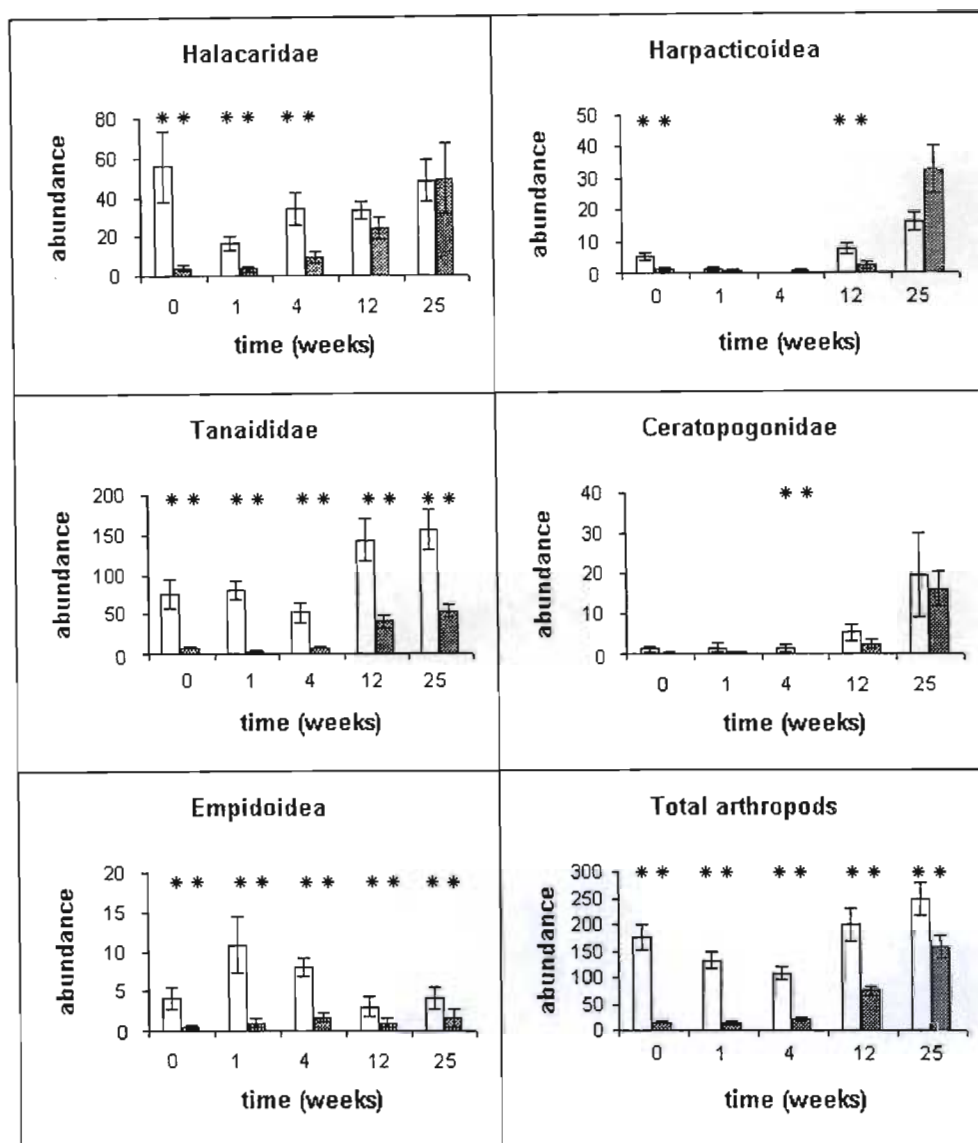 Halacaridae
* * * * * *
80
60
40
20
0
abundance
0 1 4 12 25
time (weeks)
Harpacticoidea
* * * *
50
40
30
20
10
0
abundance
0 1 4 12 25
time (weeks)
Tanaididae
* * * * * * * * * *
200
150
100
50
0
abundance
0 1 4 12 25
time (weeks)
Ceratopogonidae
* *
40
30
20
10
0
abundance
0 1 4 12 25
time (weeks)
Empidoidea
* * * * * * * * * *
20
15
10
5
0
abundance
0 1 4 12 25
time (weeks)
Total arthropods
* * * * * * * * * *
300
250
200
150
100
50
0
abundance
0 1 4 12 25
time (weeks)